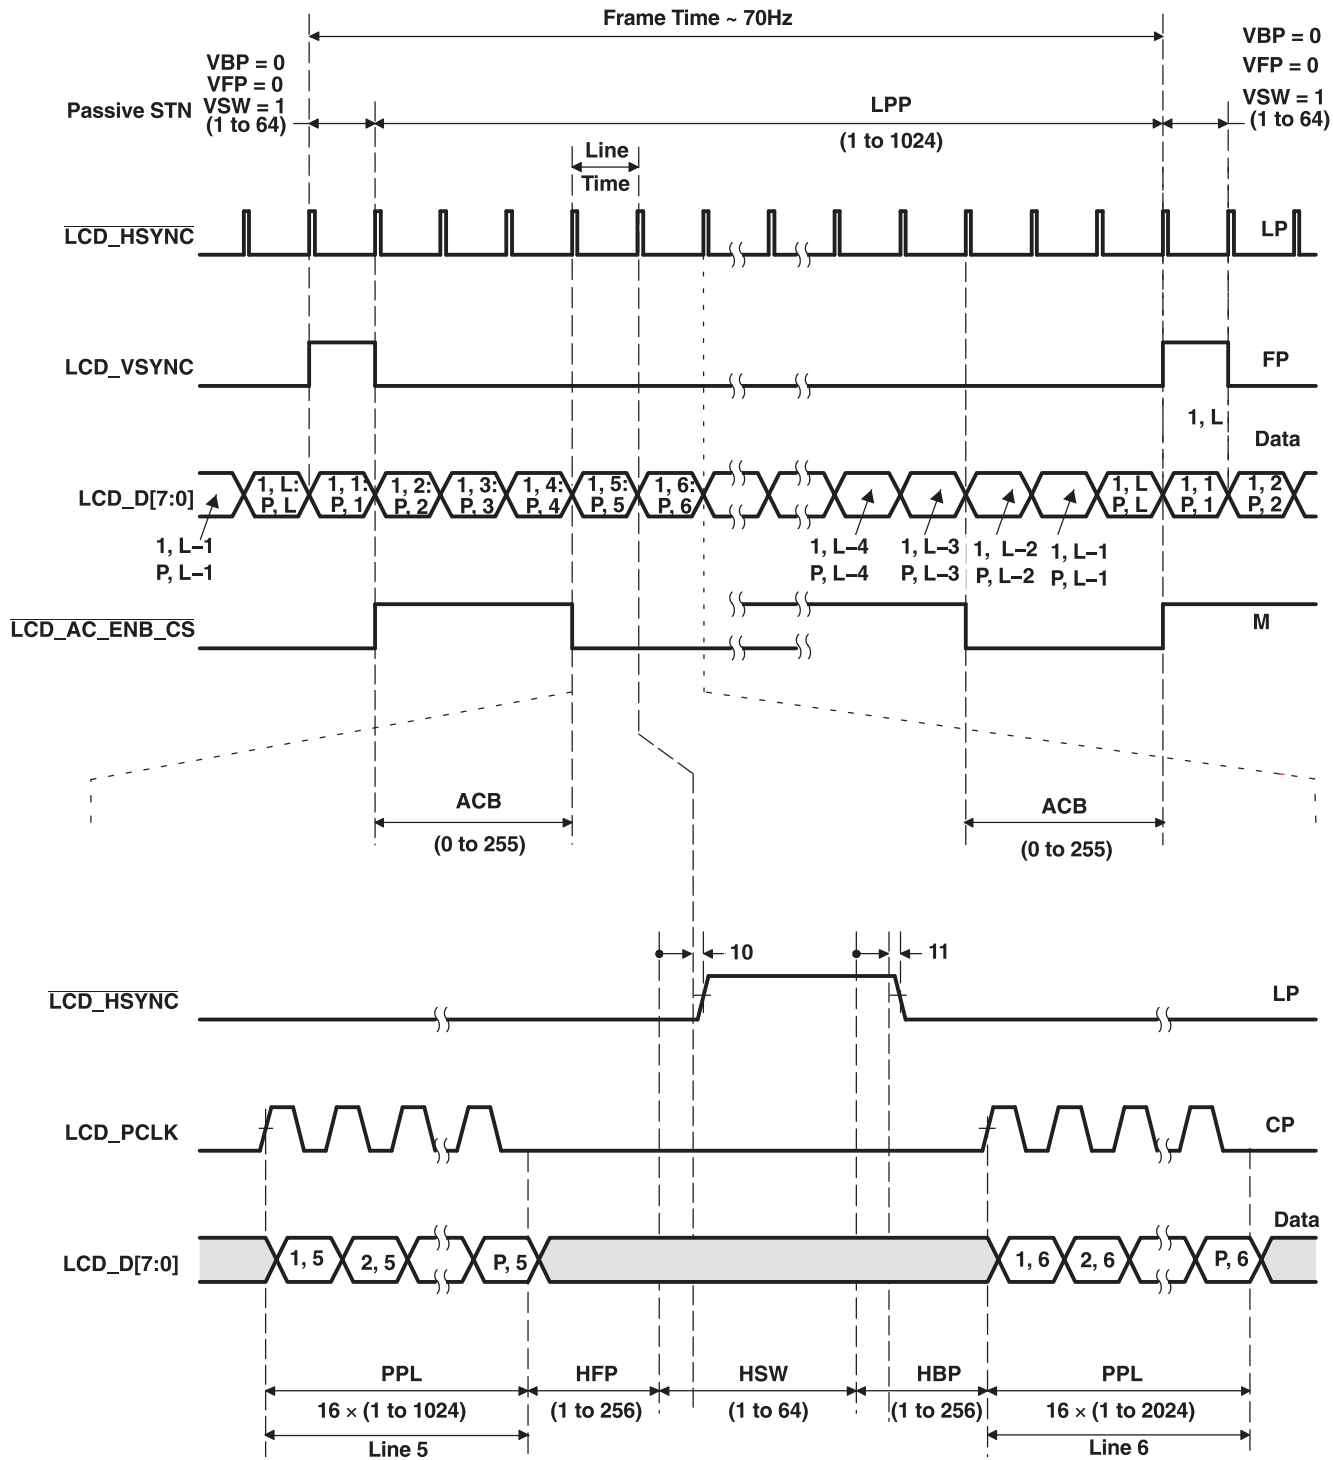 Frame Time ~ 70Hz
VBP = 0
VFP = 0
VSW = 1
(1 to 64)
Passive STN
LPP
(1 to 1024)
VBP = 0
VFP = 0
VSW = 1
(1 to 64)
Line
Time
LCD_HSYNC
LP
LCD_VSYNC
FP
1, L
Data
LCD_D[7:0]
1, L: 1, 1: 1, 2: 1, 3: 1, 4: 1, 5: 1, 6: 1, L 1, 1 1, 2
P, L P, 1 P, 2 P, 3 P, 4 P, 5 P, 6 P, L P, 1 P, 2
1, L–1 1, L–4 1, L–3 1, L–2 1, L–1
P, L–1 P, L–4 P, L–3 P, L–2 P, L–1
LCD_AC_ENB_CS
M
ACB ACB
(0 to 255) (0 to 255)
10 11
LCD_HSYNC
LP
LCD_PCLK
CP
Data
LCD_D[7:0]
1, 5 2, 5 P, 5 1, 6 2, 6 P, 6
PPL HFP HSW HBP PPL
16 × (1 to 1024) (1 to 256) (1 to 64) (1 to 256) 16 × (1 to 2024)
Line 5 Line 6